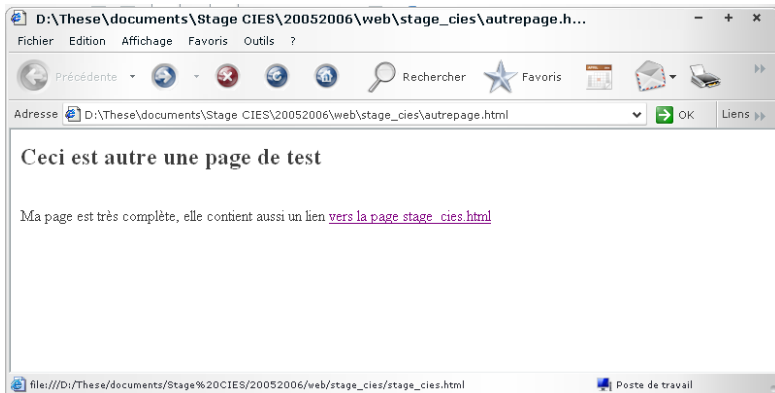 D:\These\documents\Stage CIES\20052006\web\stage_cies\autrepage.h...
Fichier Edition Affichage Favoris Outils ?
Précédente Rechercher Favoris
Adresse D:\These\documents\Stage CIES\20052006\web\stage_cies\autrepage.html OK Liens
Ceci est autre une page de test
Ma page est très complète, elle contient aussi un lien vers la page stage_cies.html
file:///D:/These/documents/Stage%20CIES/20052006/web/stage_cies/stage_cies.html Poste de travail